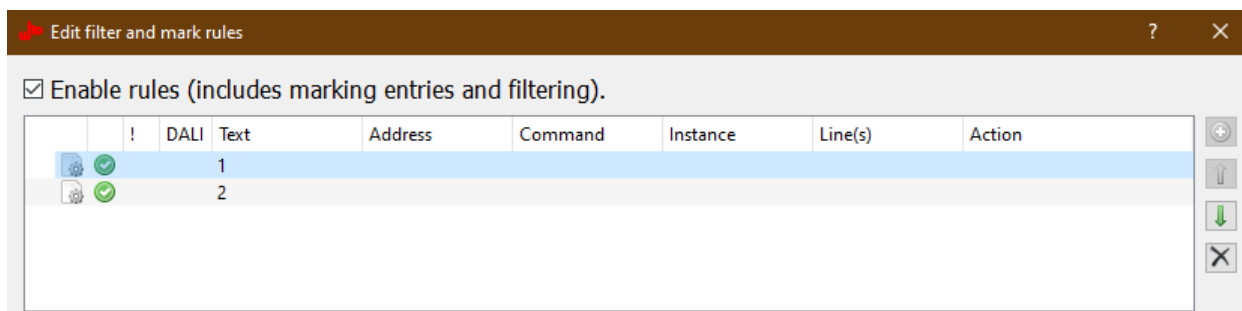 Edit filter and mark rules ?
Enable rules (includes marking entries and filtering).
! DALI Text Address Command Instance Line(s) Action
1
2